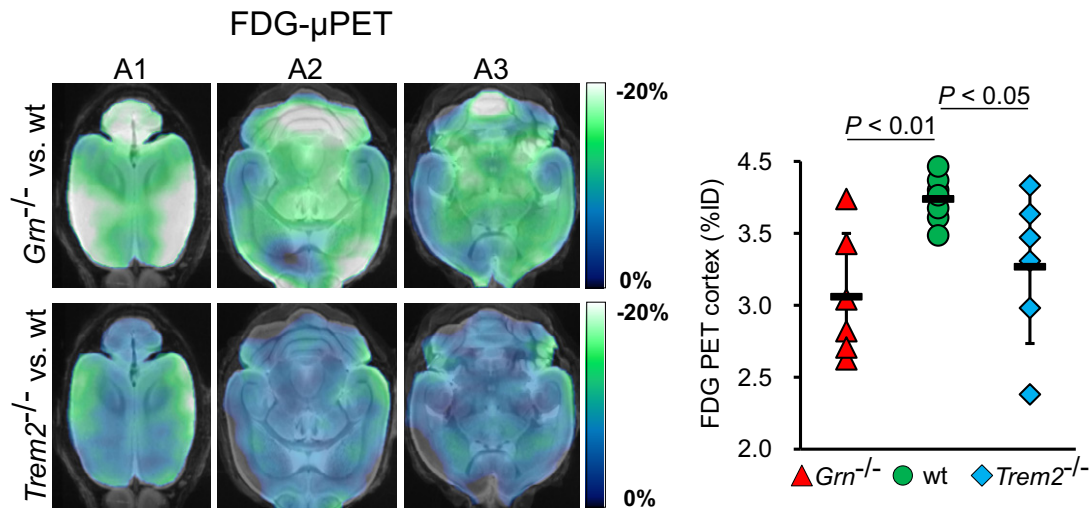 FDG-μPET
A1 A2 A3
Grn⁻/⁻ vs. wt
-20%
0%
Trem2⁻/⁻ vs. wt
-20%
0%
P < 0.05
P < 0.01
FDG PET cortex (%ID)
4.5
3.5
3.0
2.5
2.0
Grn⁻/⁻ wt Trem2⁻/⁻